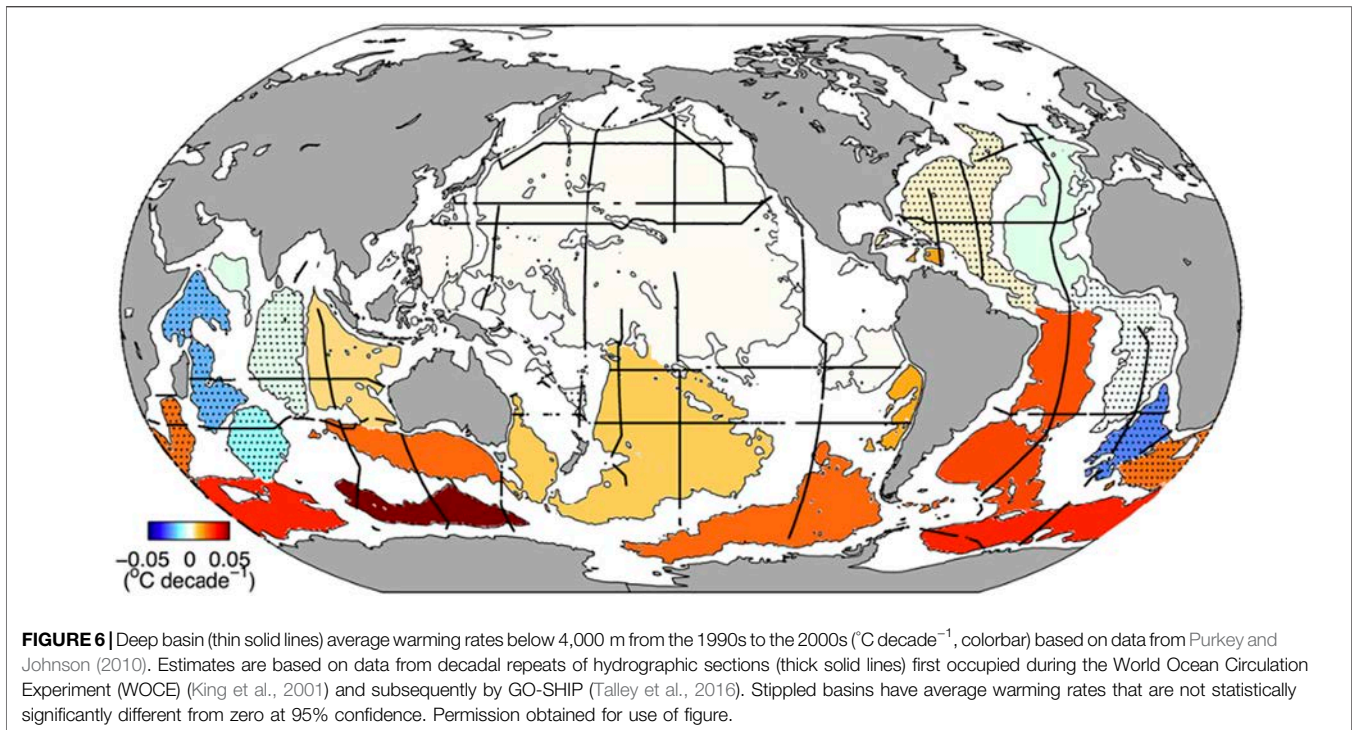 −0.05 0 0.05
(°C decade⁻¹)
FIGURE 6 | Deep basin (thin solid lines) average warming rates below 4,000 m from the 1990s to the 2000s (°C decade⁻¹, colorbar) based on data from Purkey and
Johnson (2010). Estimates are based on data from decadal repeats of hydrographic sections (thick solid lines) first occupied during the World Ocean Circulation
Experiment (WOCE) (King et al., 2001) and subsequently by GO-SHIP (Talley et al., 2016). Stippled basins have average warming rates that are not statistically
significantly different from zero at 95% confidence. Permission obtained for use of figure.